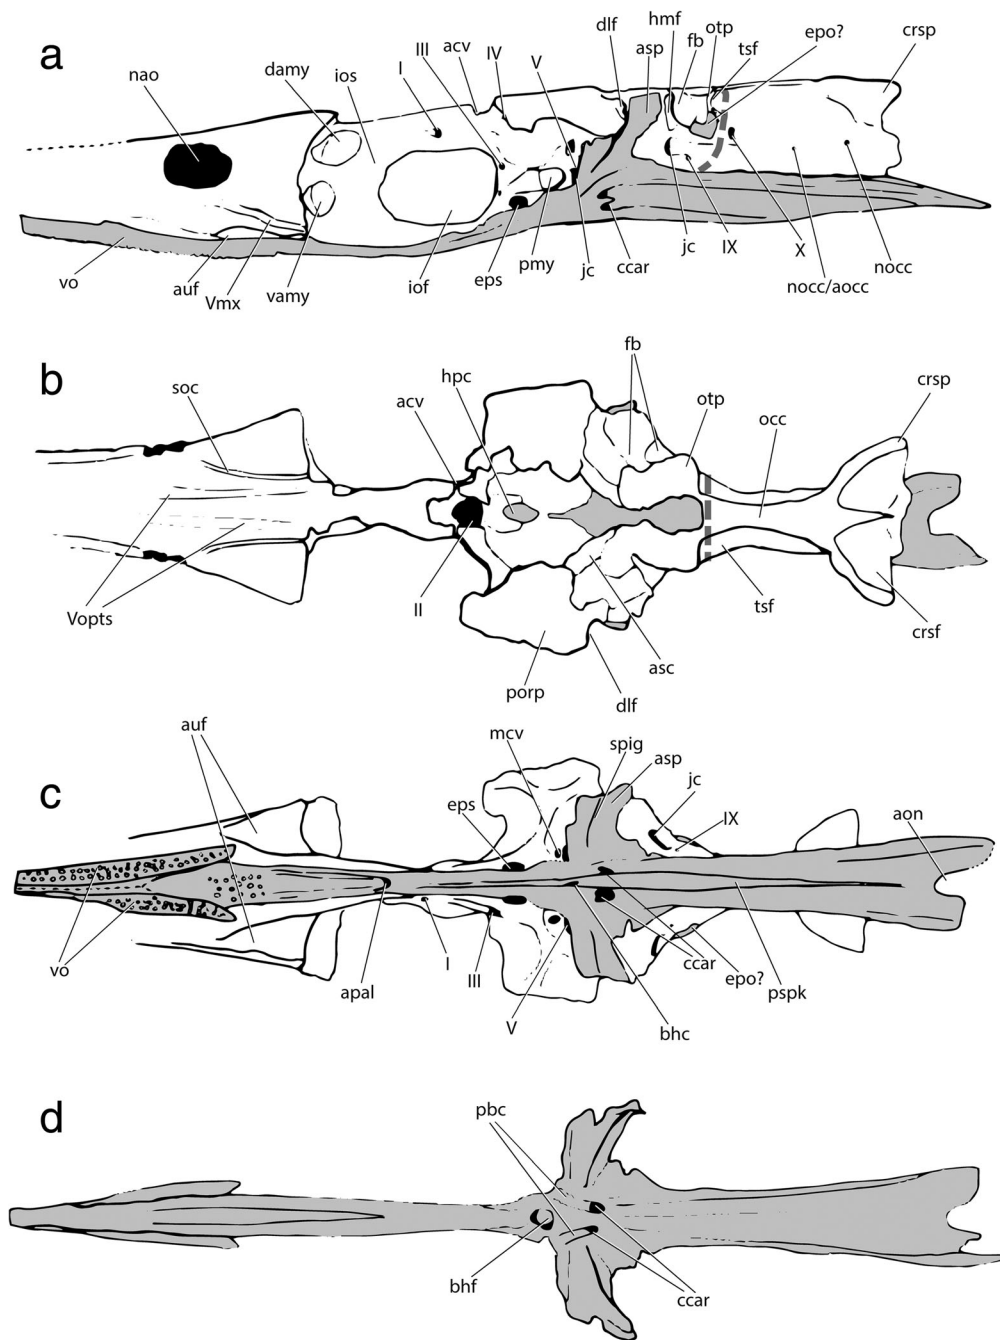 a
nao
damy
ios
I
III
acv
IV
V
dlf
asp
hmf
fb
otp
tsf
epo?
crsp
vo
auf
Vmx
vamy
iof
eps
pmy
jc
ccar
jc
IX
X
nocc/aocc
nocc
b
soc
acv
hpc
fb
otp
occ
crsp
Vopts
II
porp
dlf
asc
tsf
crsf
c
auf
eps
mcv
spig
asp
jc
IX
aon
vo
apal
I
III
V
bhc
ccar
epo?
pspk
d
pbc
bhf
ccar